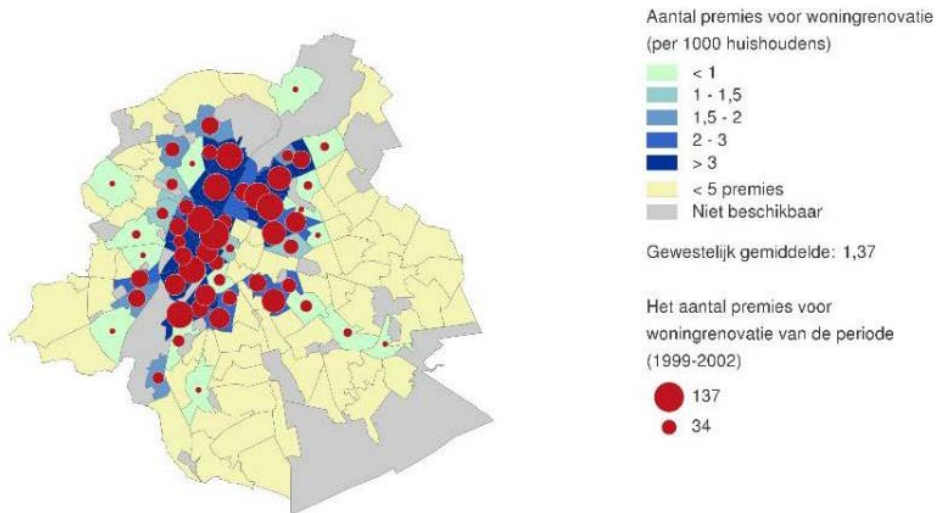 Aantal premies voor woningrenovatie
(per 1000 huishoudens)
< 1
1 - 1,5
1,5 - 2
2 - 3
> 3
< 5 premies
Niet beschikbaar
Gewestelijk gemiddelde: 1,37
Het aantal premies voor
woningrenovatie van de periode
(1999-2002)
137
34